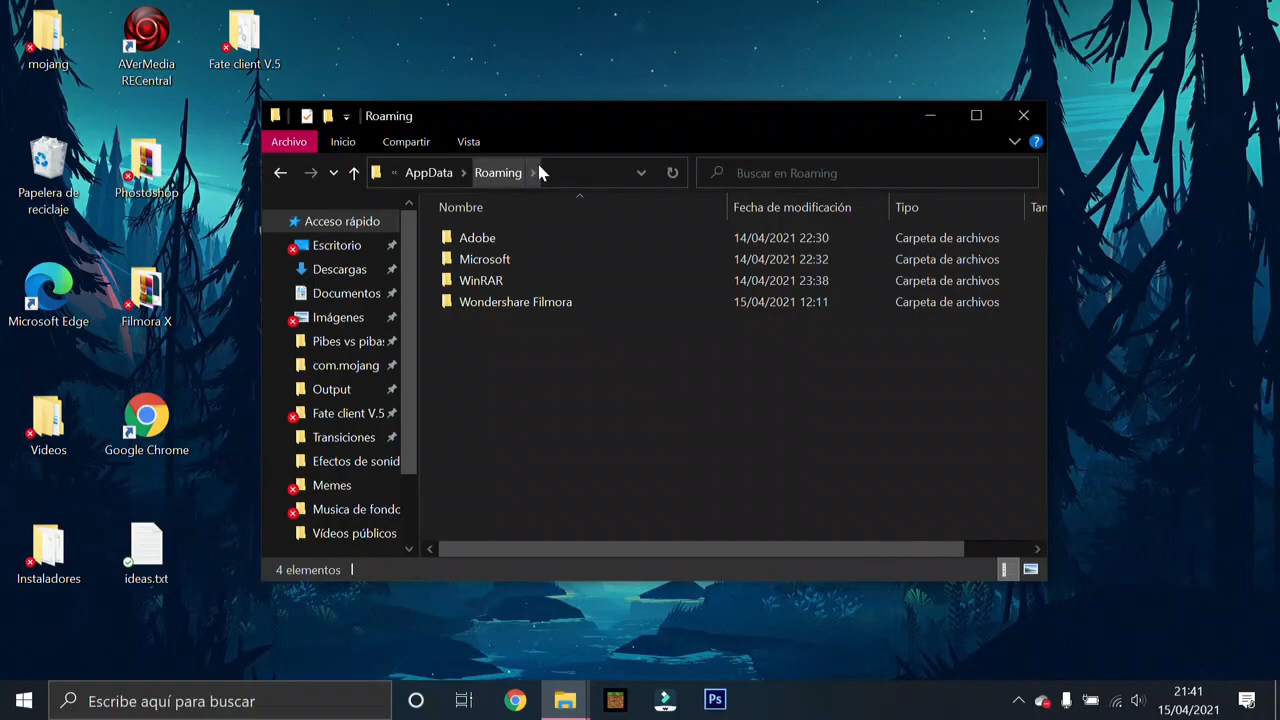 mojang
AVerMedia
RECentral
Fate client V.5
Papelera de
reciclaje
Phostoshop
Microsoft Edge
Filmora X
Videos
Google Chrome
Instaladores
ideas.txt
Roaming
Archivo
Inicio
Compartir
Vista
« AppData > Roaming >
Buscar en Roaming
Acceso rápido
Escritorio
Descargas
Documentos
Imágenes
Pibes vs pibas
com.mojang
Output
Fate client V.5
Transiciones
Efectos de sonid
Memes
Musica de fondo
Vídeos públicos
Nombre
Fecha de modificación
Tipo
Tan
Adobe
14/04/2021 22:30
Carpeta de archivos
Microsoft
14/04/2021 22:32
Carpeta de archivos
WinRAR
14/04/2021 23:38
Carpeta de archivos
Wondershare Filmora
15/04/2021 12:11
Carpeta de archivos
4 elementos
Escribe aquí para buscar
Ps
21:41
15/04/2021